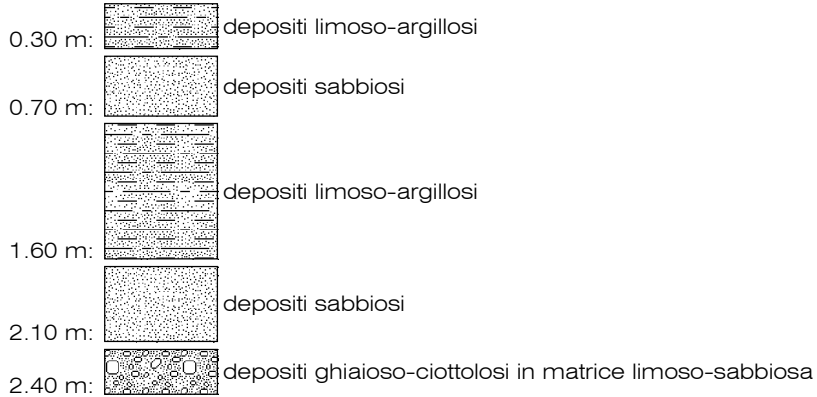 depositi limoso-argillosi
0.30 m:
depositi sabbiosi
0.70 m:
depositi limoso-argillosi
1.60 m:
depositi sabbiosi
2.10 m:
depositi ghiaioso-ciottolosi in matrice limoso-sabbiosa
2.40 m: